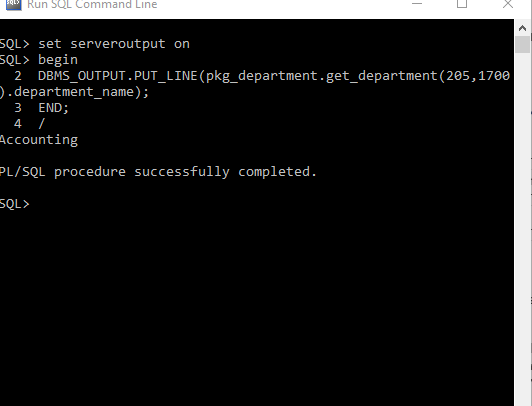 Run SQL Command Line
SQL> set serveroutput on
SQL> begin
2 DBMS_OUTPUT.PUT_LINE(pkg_department.get_department(205,1700
).department_name);
3 END;
4 /
Accounting
PL/SQL procedure successfully completed.
SQL>